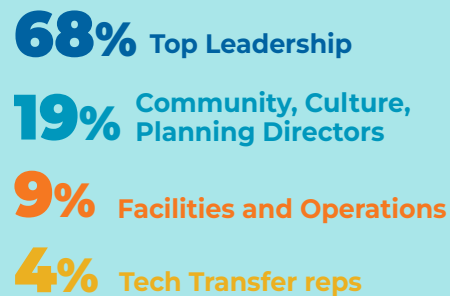 68% Top Leadership
19% Community, Culture,
Planning Directors
9% Facilities and Operations
4% Tech Transfer reps